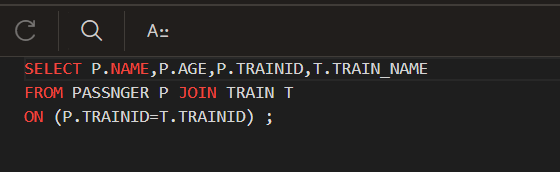 A::
SELECT P.NAME,P.AGE,P.TRAINID,T.TRAIN_NAME
FROM PASSNGER P JOIN TRAIN T
ON (P.TRAINID=T.TRAINID) ;